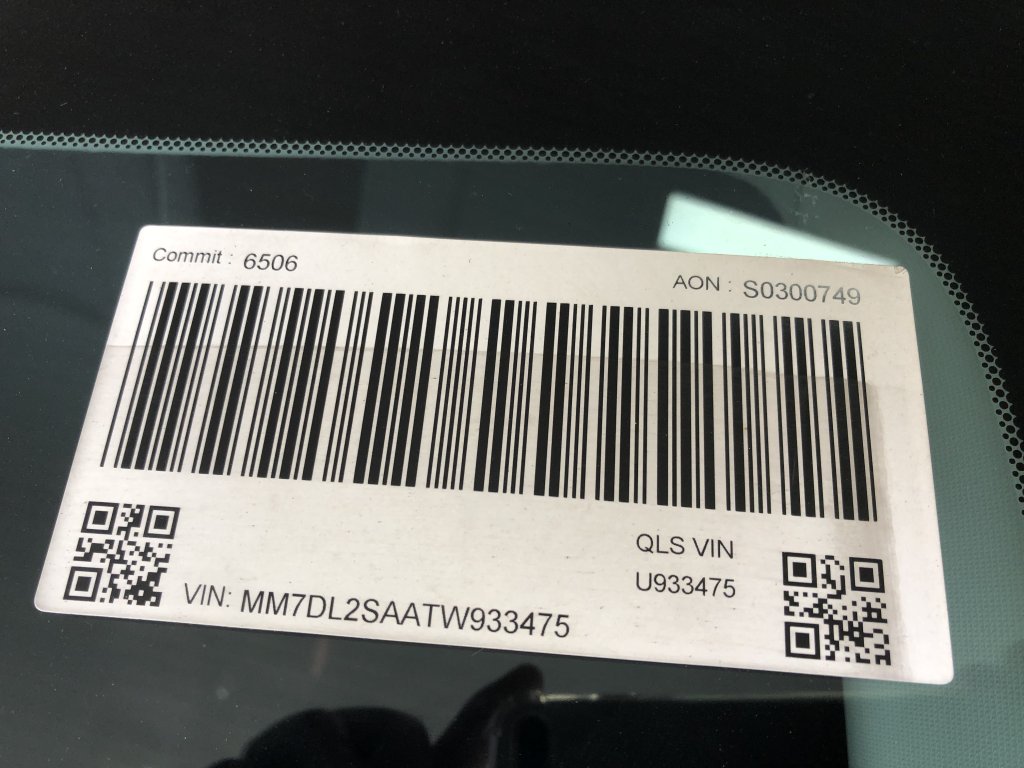 Commit : 6506
AON : S0300749
QLS VIN
U933475
VIN: MM7DL2SAATW933475